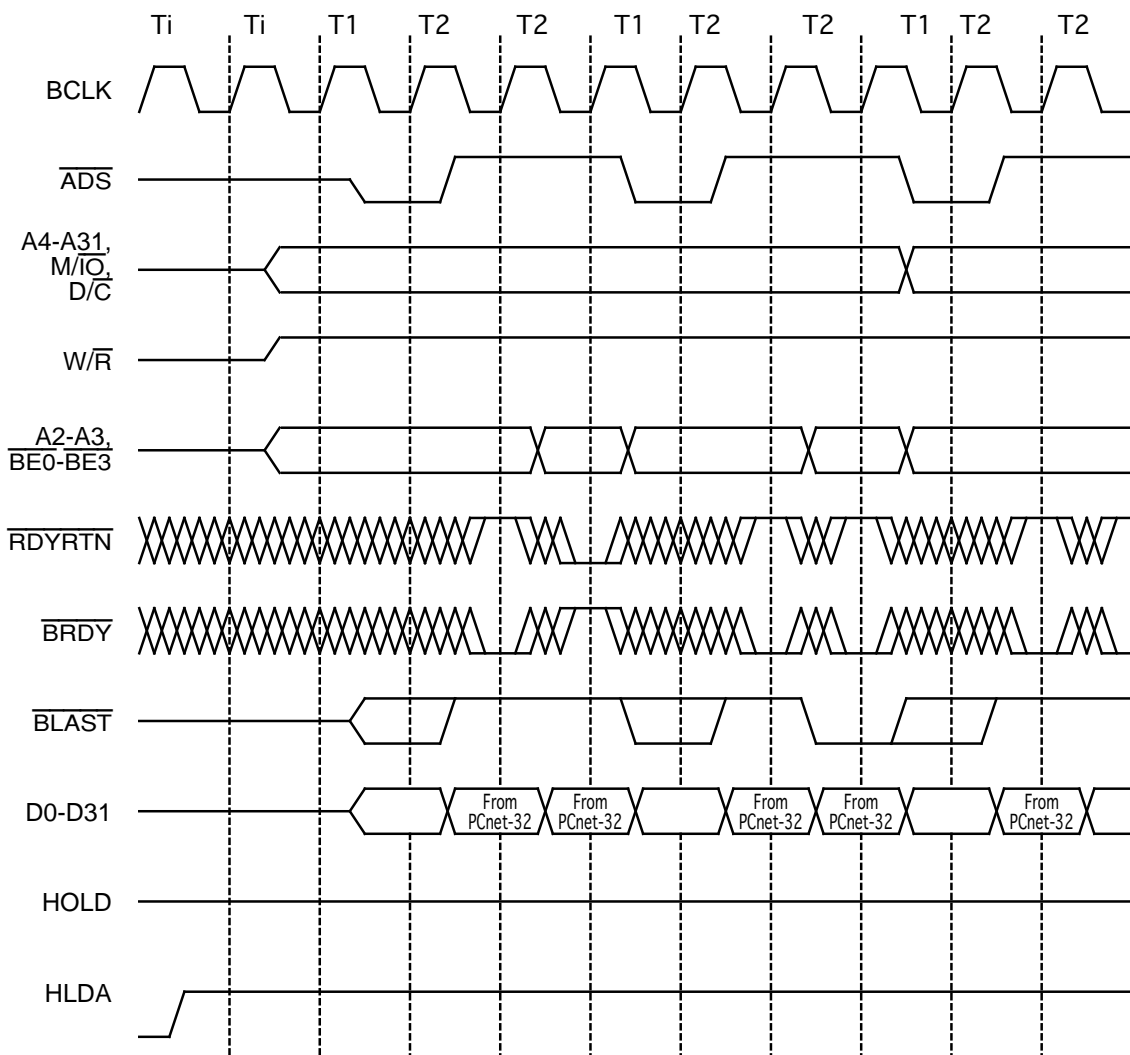 Ti Ti T1 T2 T2 T1 T2 T2 T1 T2 T2
BCLK
ADS
A4-A31,
M/IO,
D/C
W/R
A2-A3,
BE0-BE3
RDYRTN
BRDY
BLAST
D0-D31
From
PCnet-32
From
PCnet-32
From
PCnet-32
From
PCnet-32
From
PCnet-32
HOLD
HLDA